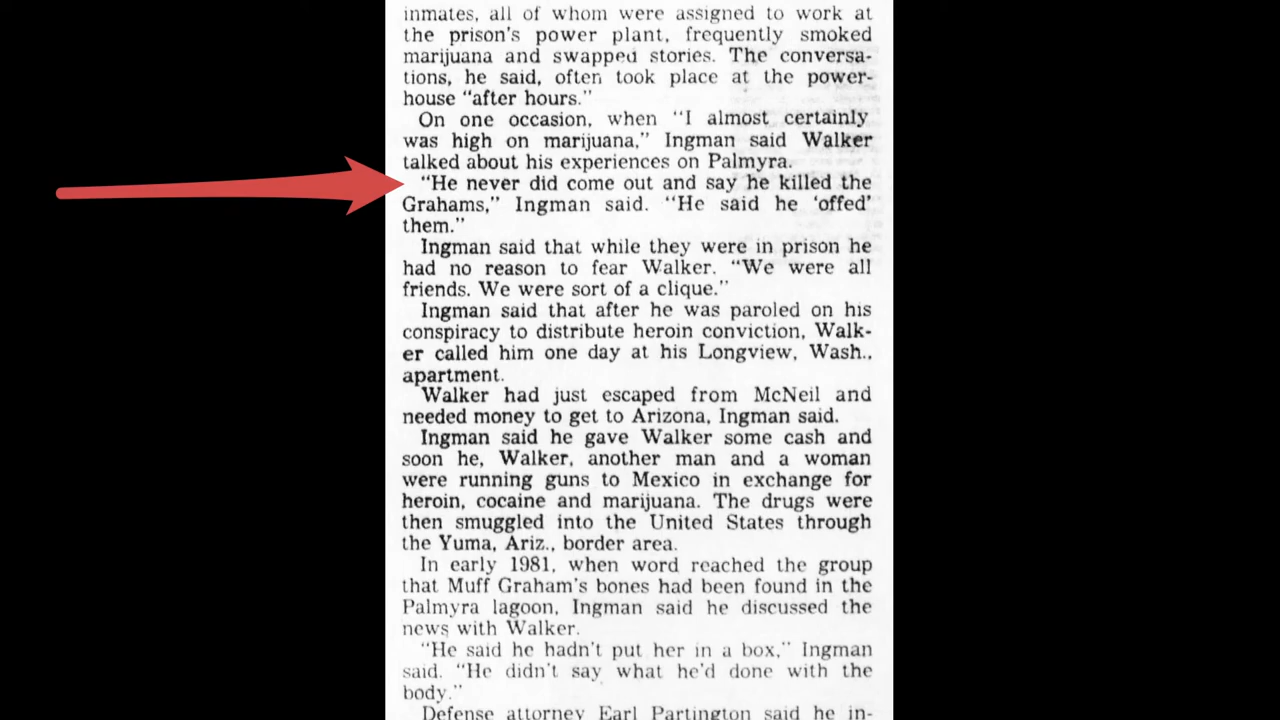 inmates, all of whom were assigned to work at
the prison's power plant, frequently smoked
marijuana and swapped stories. The conversa-
tions, he said, often took place at the power-
house "after hours."
On one occasion, when "I almost certainly
was high on marijuana," Ingman said Walker
talked about his experiences on Palmyra.
"He never did come out and say he killed the
Grahams," Ingman said. "He said he 'offed'
them."
Ingman said that while they were in prison he
had no reason to fear Walker. "We were all
friends. We were sort of a clique."
Ingman said that after he was paroled on his
conspiracy to distribute heroin conviction, Walk-
er called him one day at his Longview, Wash.,
apartment.
Walker had just escaped from McNeil and
needed money to get to Arizona, Ingman said.
Ingman said he gave Walker some cash and
soon he, Walker, another man and a woman
were running guns to Mexico in exchange for
heroin, cocaine and marijuana. The drugs were
then smuggled into the United States through
the Yuma, Ariz., border area.
In early 1981, when word reached the group
that Muff Graham's bones had been found in the
Palmyra lagoon, Ingman said he discussed the
news with Walker.
"He said he hadn't put her in a box," Ingman
said. "He didn't say what he'd done with the
body."
Defense attorney Earl Partington said he in-